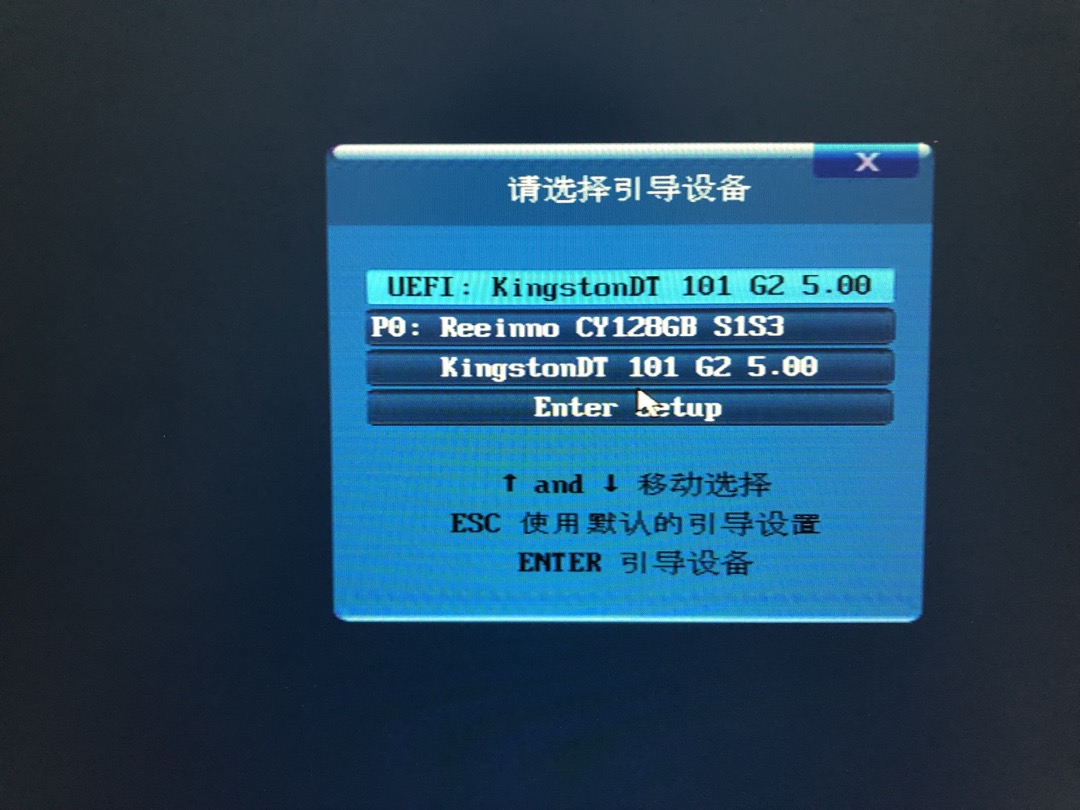 X
请选择引导设备
UEFI: KingstonDT 101 G2 5.00
P0: Reeinno CY128GB S1S3
KingstonDT 101 G2 5.00
Enter Setup
↑ and ↓ 移动选择
ESC 使用默认的引导设置
ENTER 引导设备